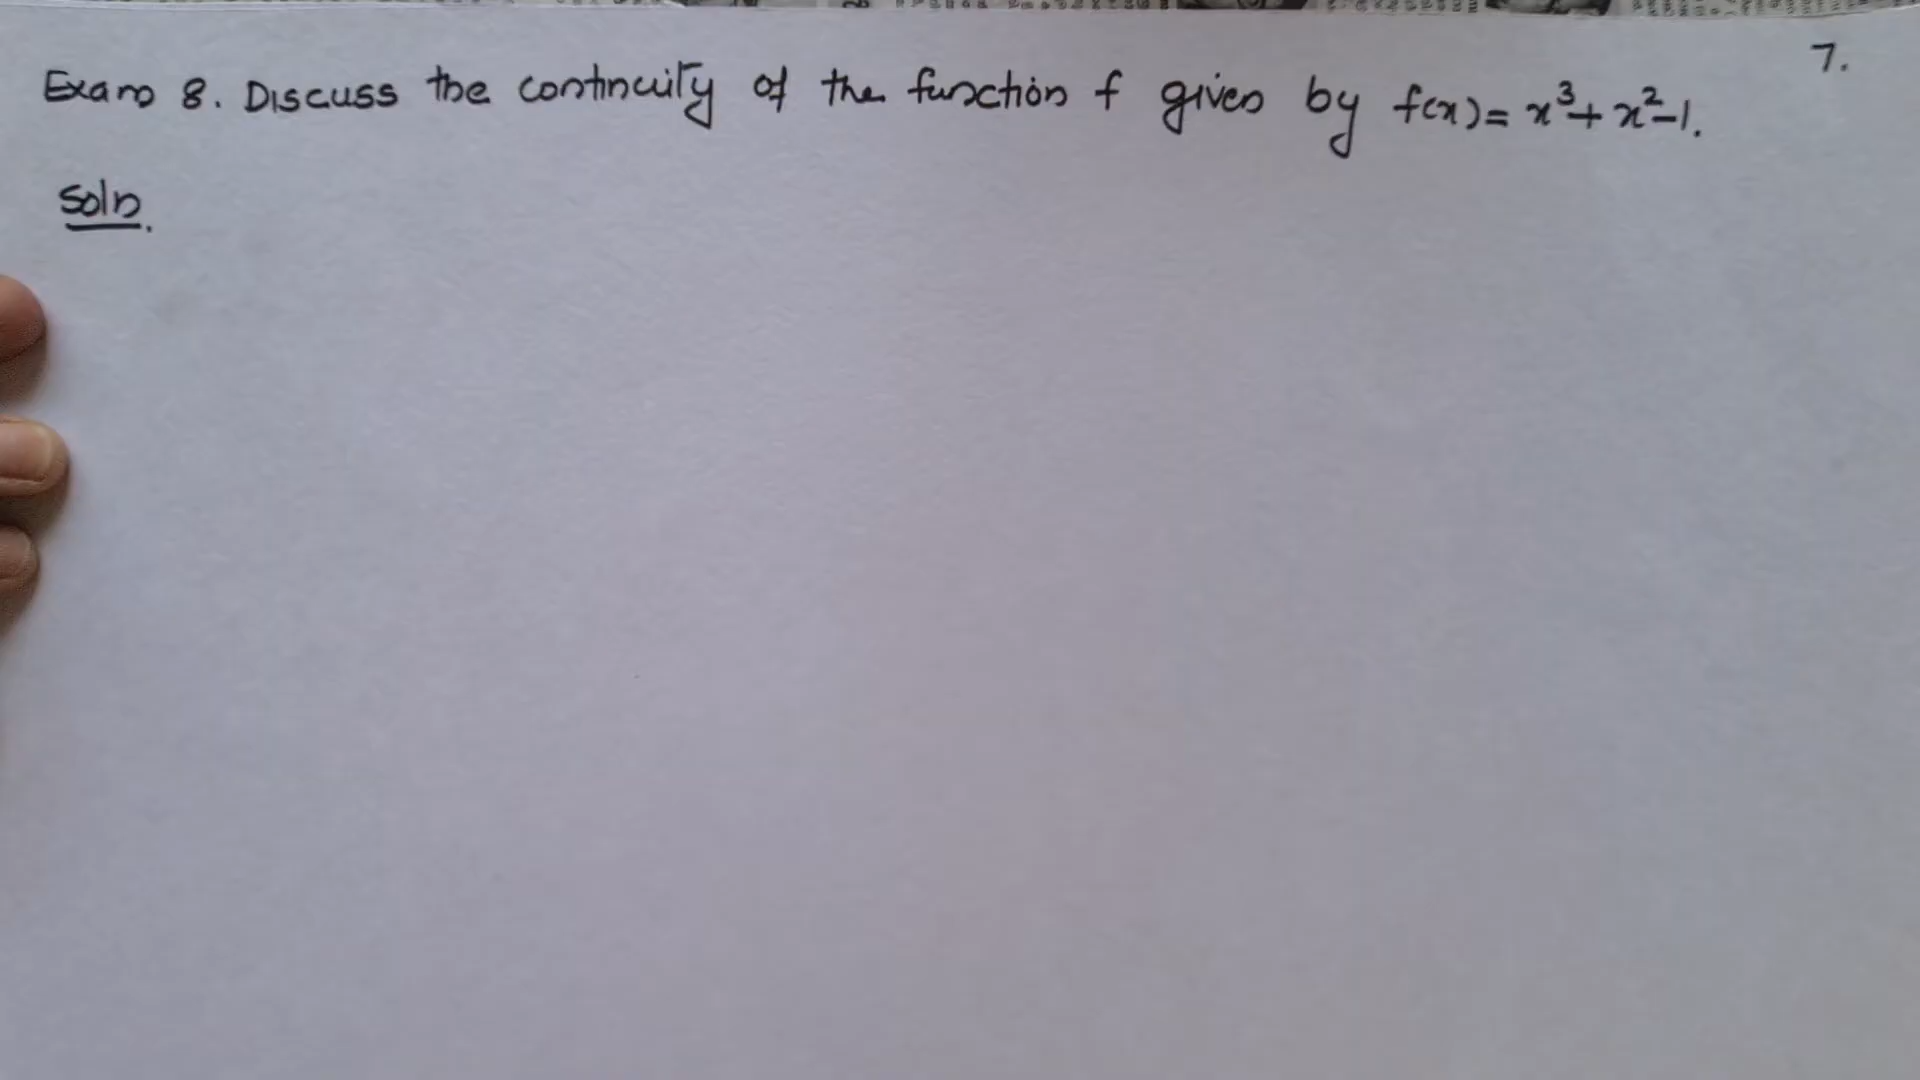 7.
Exam 8. Discuss the continuity of the function f given by f(x) = x³ + x² - 1.
Soln.